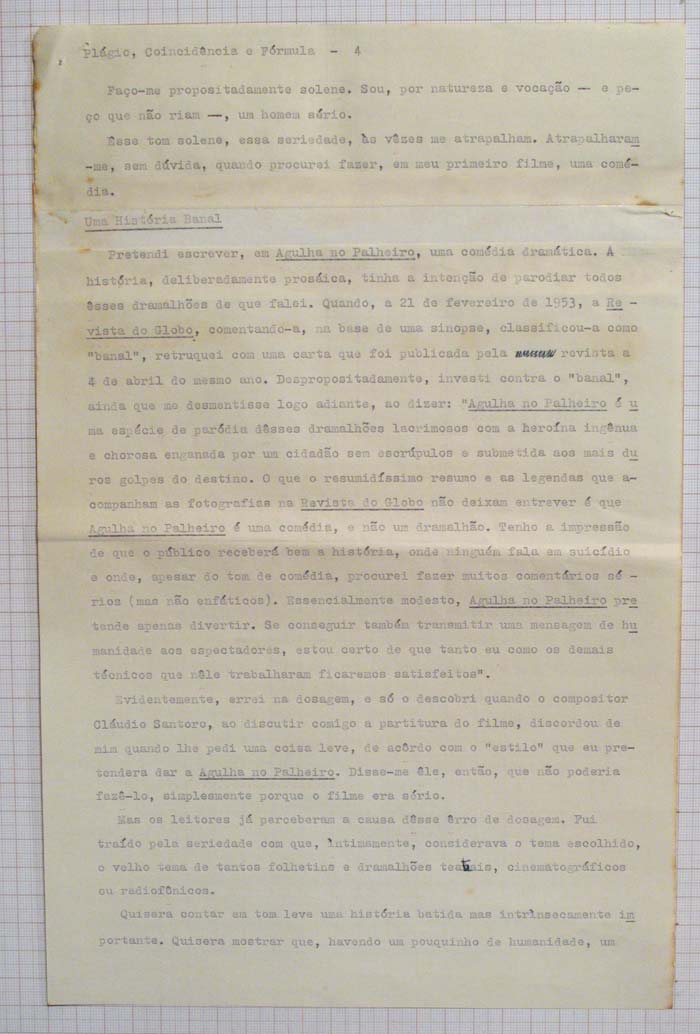 Plágio, Coincidência e Fórmula - 4
Faço-me propositadamente solene. Sou, por natureza e vocação — e pe-
ço que não riam —, um homem sério.
Êsse tom solene, essa seriedade, às vêzes me atrapalham. Atrapalharam
-me, sem dúvida, quando procurei fazer, em meu primeiro filme, uma comé-
dia.
Uma História Banal
Pretendi escrever, em Agulha no Palheiro, uma comédia dramática. A
história, deliberadamente prosáica, tinha a intenção de parodiar todos
êsses dramalhões de que falei. Quando, a 21 de fevereiro de 1953, a Re -
vista do Globo, comentando-a, na base de uma sinopse, classificou-a como
"banal", retruquei com uma carta que foi publicada pela revista a
4 de abril do mesmo ano. Despropositadamente, investi contra o "banal",
ainda que me desmentisse logo adiante, ao dizer: "Agulha no Palheiro é u
ma espécie de paródia dêsses dramalhões lacrimosos com a heroína ingênua
e chorosa enganada por um cidadão sem escrúpulos e submetida aos mais du
ros golpes do destino. O que o resumidíssimo resumo e as legendas que a-
companham as fotografias na Revista do Globo não deixam entrever é que
Agulha no Palheiro é uma comédia, e não um dramalhão. Tenho a impressão
de que o público receberá bem a história, onde ninguém fala em suicídio
e onde, apesar do tom de comédia, procurei fazer muitos comentários sé -
rios (mas não enfáticos). Essencialmente modesto, Agulha no Palheiro pre
tende apenas divertir. Se conseguir também transmitir uma mensagem de hu
manidade aos espectadores, estou certo de que tanto eu como os demais
técnicos que nêle trabalharam ficaremos satisfeitos".
Evidentemente, errei na dosagem, e só o descobri quando o compositor
Cláudio Santoro, ao discutir comigo a partitura do filme, discordou de
mim quando lhe pedi uma coisa leve, de acôrdo com o "estilo" que eu pre-
tendera dar a Agulha no Palheiro. Disse-me êle, então, que não poderia
fazê-lo, simplesmente porque o filme era sério.
Mas os leitores já perceberam a causa dêsse êrro de dosagem. Fui
traído pela seriedade com que, ìntimamente, considerava o tema escolhido,
o velho tema de tantos folhetins e dramalhões teatrais, cinematográficos
ou radiofônicos.
Quisera contar em tom leve uma história batida mas intrìnsecamente im
portante. Quisera mostrar que, havendo um pouquinho de humanidade, um